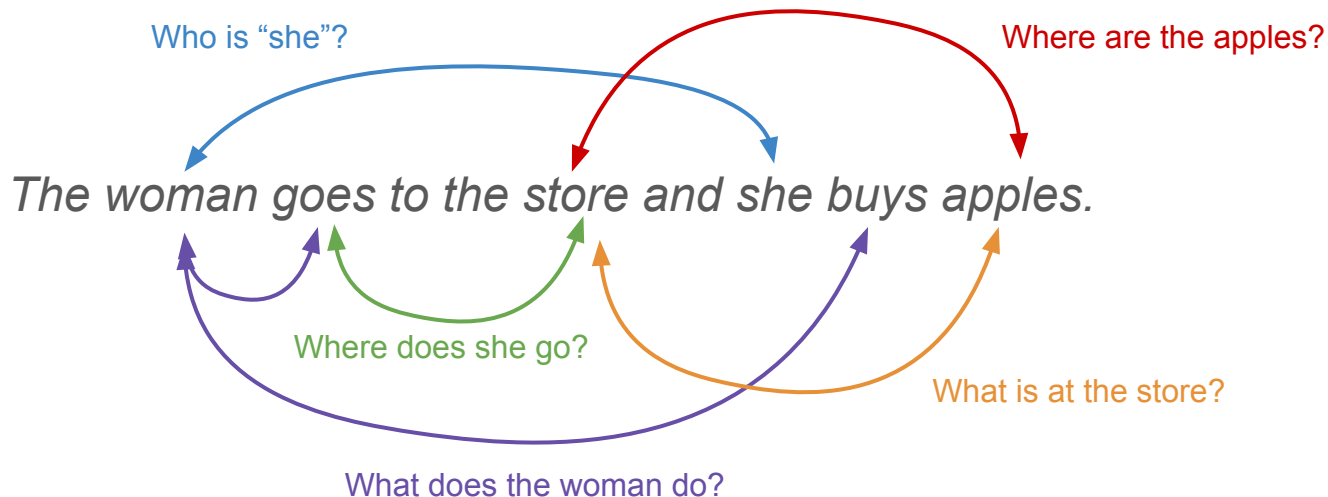 Who is “she”?
Where are the apples?
The woman goes to the store and she buys apples.
Where does she go?
What is at the store?
What does the woman do?